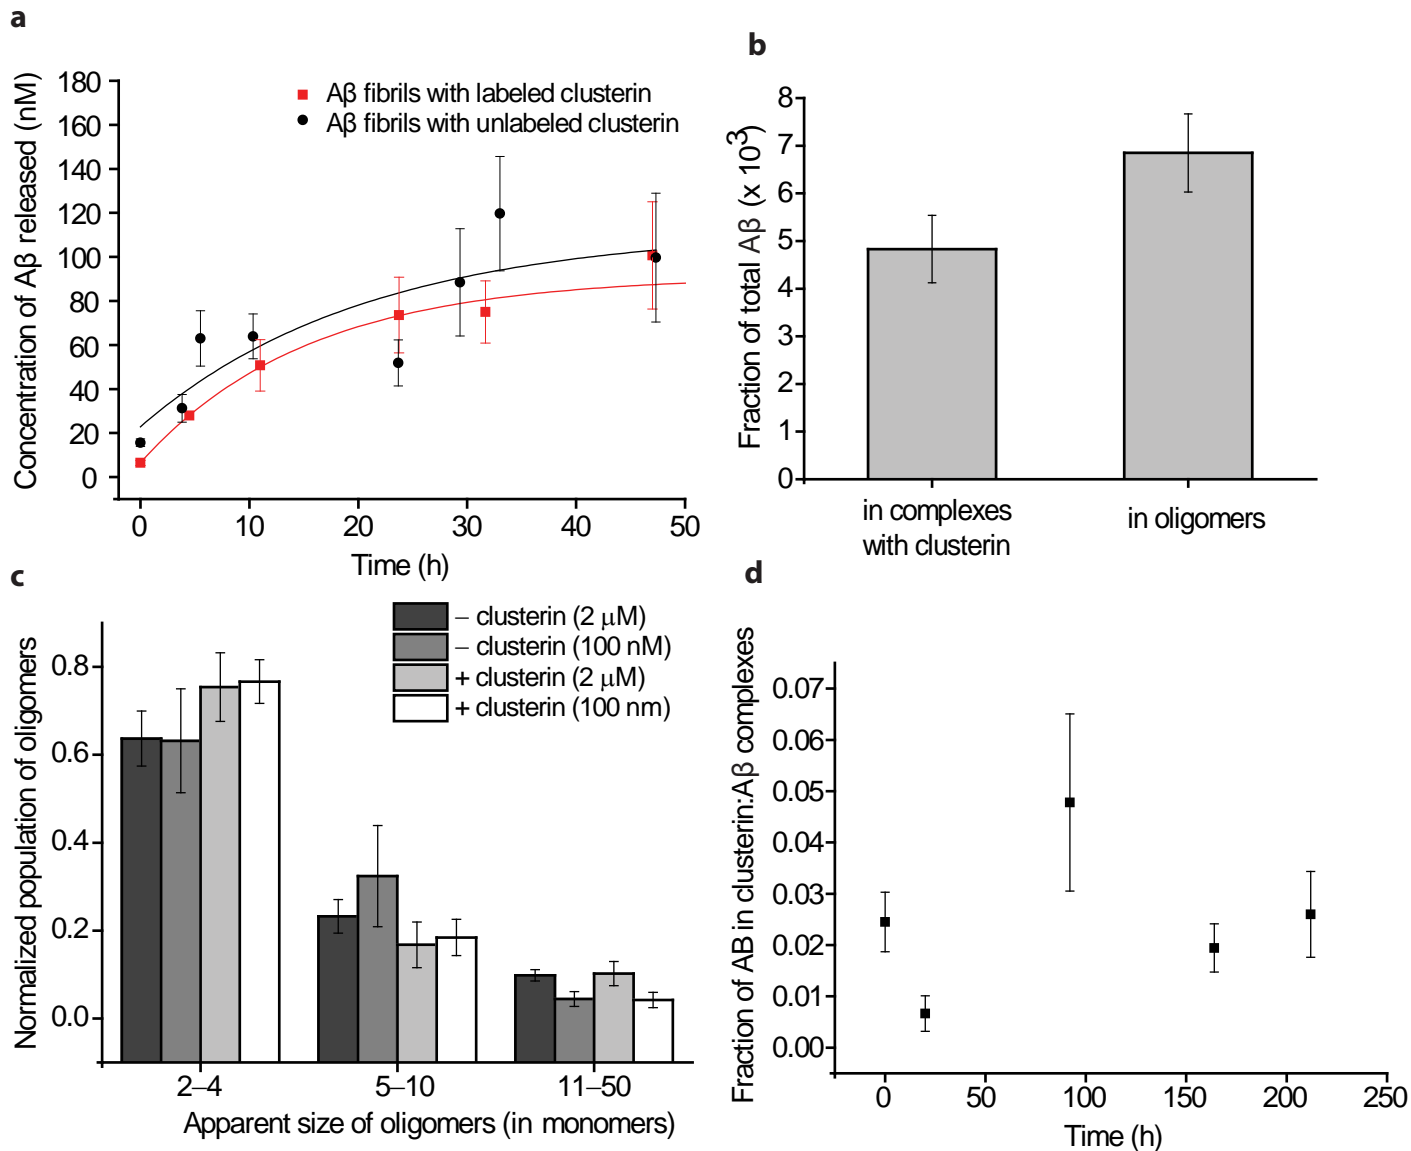 a
Concentration of Aβ released (nM)
180
160
140
120
100
80
60
40
20
0
Aβ fibrils with labeled clusterin
Aβ fibrils with unlabeled clusterin
0 10 20 30 40 50
Time (h)
b
Fraction of total Aβ (x 10³)
8
7
6
5
4
3
2
1
0
in complexes
with clusterin
in oligomers
c
Normalized population of oligomers
0.8
0.6
0.4
0.2
0.0
– clusterin (2 μM)
– clusterin (100 nM)
+ clusterin (2 μM)
+ clusterin (100 nm)
2–4 5–10 11–50
Apparent size of oligomers (in monomers)
d
Fraction of AB in clusterin:Aβ complexes
0.07
0.06
0.05
0.04
0.03
0.02
0.01
0.00
0 50 100 150 200 250
Time (h)